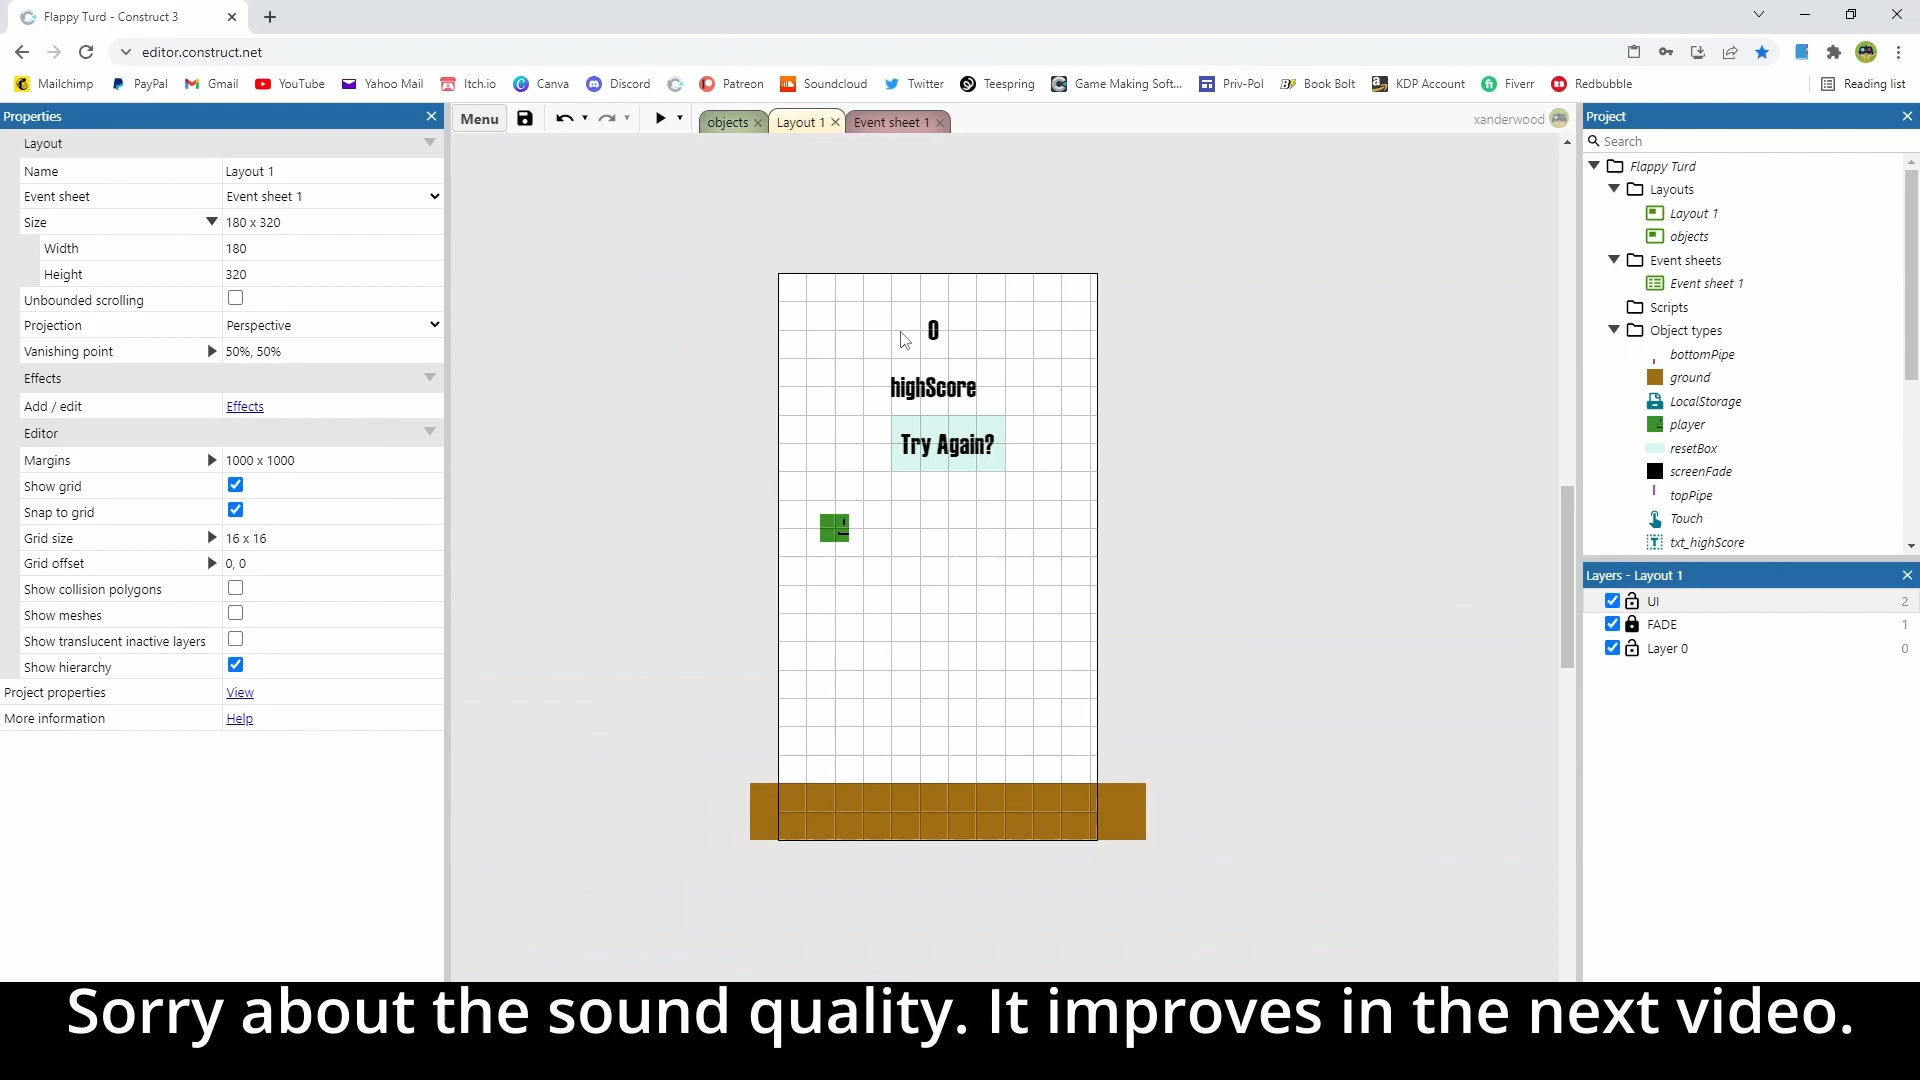 Flappy Turd - Construct 3
editor.construct.net
Mailchimp
PayPal
Gmail
YouTube
Yahoo Mail
Itch.io
Canva
Discord
Patreon
Soundcloud
Twitter
Teespring
Game Making Soft...
Priv-Pol
Book Bolt
KDP Account
Fiverr
Redbubble
Reading list
Properties
Layout
Name
Layout 1
Event sheet
Event sheet 1
Size
180 x 320
Width
180
Height
320
Unbounded scrolling
Projection
Perspective
Vanishing point
50%, 50%
Effects
Add / edit
Effects
Editor
Margins
1000 x 1000
Show grid
Snap to grid
Grid size
16 x 16
Grid offset
0, 0
Show collision polygons
Show meshes
Show translucent inactive layers
Show hierarchy
Project properties
View
More information
Help
Menu
objects
Layout 1
Event sheet 1
xanderwood
0
highScore
Try Again?
Project
Search
Flappy Turd
Layouts
Layout 1
objects
Event sheets
Event sheet 1
Scripts
Object types
bottomPipe
ground
LocalStorage
player
resetBox
screenFade
topPipe
Touch
txt_highScore
Layers - Layout 1
UI
2
FADE
1
Layer 0
0
Sorry about the sound quality. It improves in the next video.